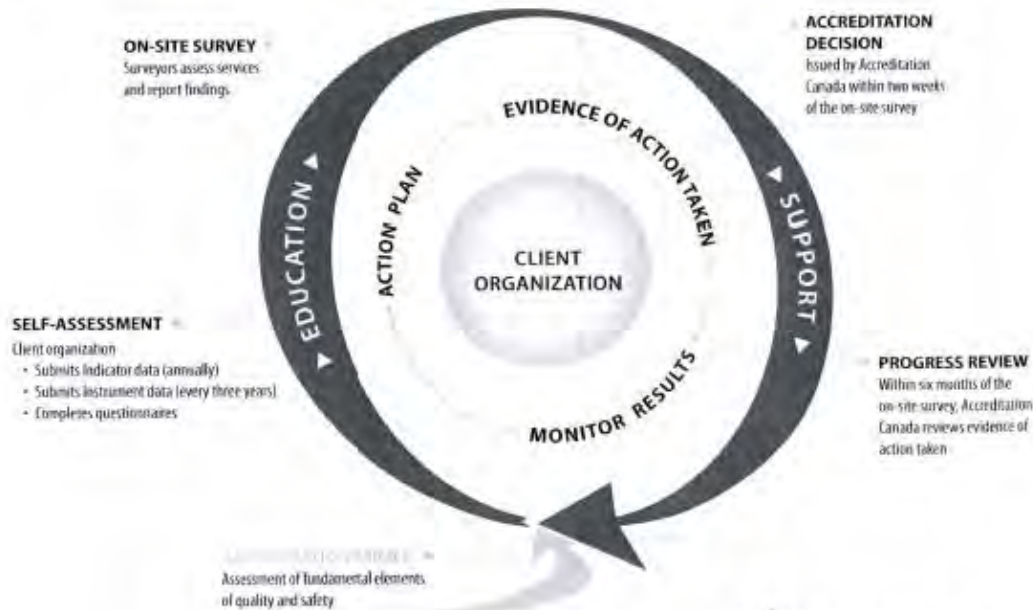 ON-SITE SURVEY
Surveyors assess services
and report findings
ACCREDITATION
DECISION
Issued by Accreditation
Canada within two weeks
of the on-site survey
EVIDENCE OF ACTION TAKEN
ACTION PLAN
EDUCATION
SUPPORT
CLIENT
ORGANIZATION
SELF-ASSESSMENT
Client organization
• Submits Indicator data (annually)
• Submits Instrument data (every three years)
• Completes questionnaires
PROGRESS REVIEW
Within six months of the
on-site survey, Accreditation
Canada reviews evidence of
action taken
MONITOR RESULTS
Assessment of fundamental elements
of quality and safety